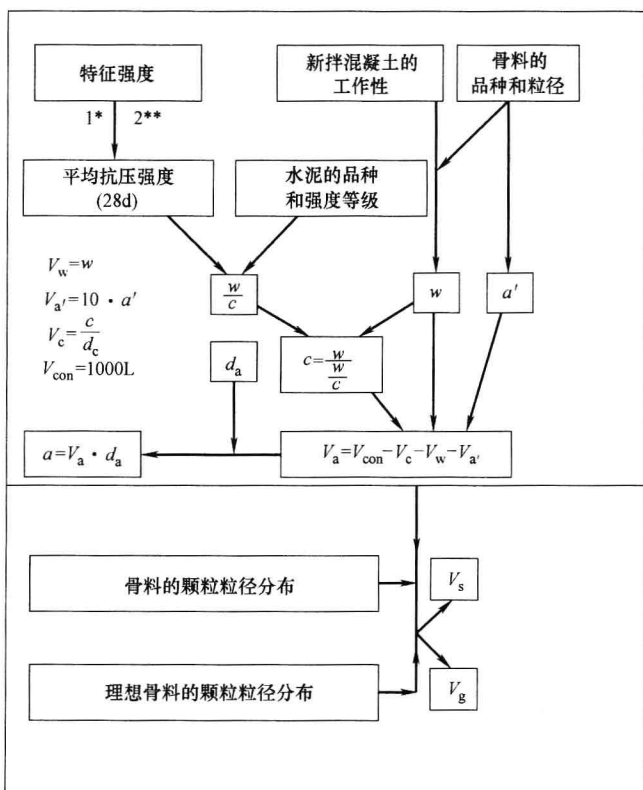 特征强度
新拌混凝土的
工作性
骨料的
品种和粒径
1* 2**
平均抗压强度
(28d)
水泥的品种
和强度等级
V_w=w
V_a'=10・a'
V_c=c/d_c
V_con=1000L
w/c
w
a'
d_a
c=w/(w/c)
a=V_a・d_a
V_a=V_con−V_c−V_w−V_a'
骨料的颗粒粒径分布
V_s
理想骨料的颗粒粒径分布
V_g